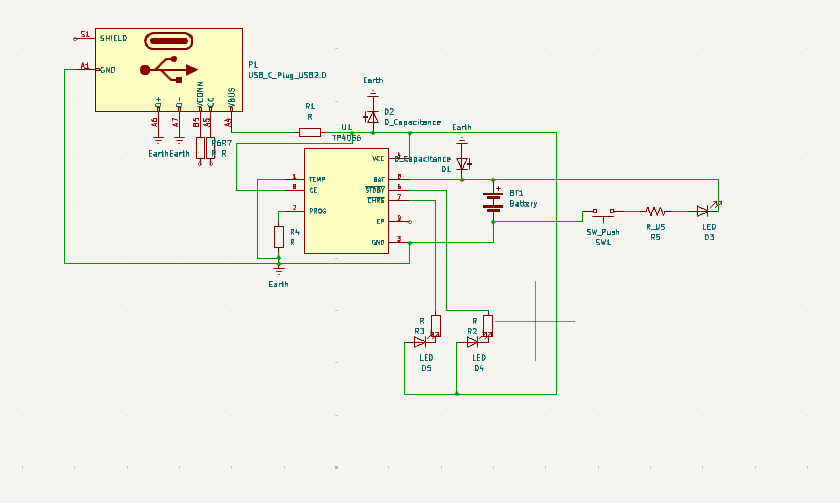 S1
SHIELD
A1
GND
P1
USB_C_Plug_USB2.0
D+
D-
VCONN
CC
VBUS
A6
A7
B5
A5
A4
Earth
Earth
R6
R7
R
R
R1
R
Earth
D2
D_Capacitance
U1
TP4056
Earth
D_Capacitance
D1
VCC
4
1
TEMP
BAT
5
8
CE
STDBY
6
CHRG
7
2
PROG
EP
9
GND
3
R4
R
Earth
+
BT1
Battery
SW_Push
SW1
R_US
R5
LED
D3
R
R3
R
R2
LED
D5
LED
D4